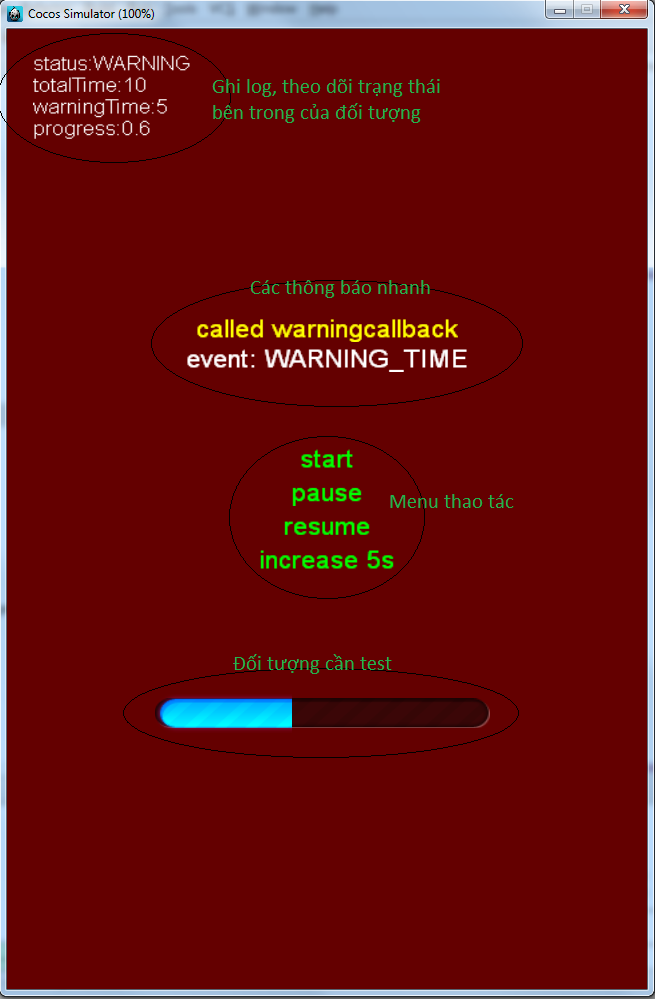 Cocos Simulator (100%)
status:WARNING
totalTime:10
warningTime:5
progress:0.6
Ghi log, theo dõi trạng thái
bên trong của đối tượng
Các thông báo nhanh
called warningcallback
event: WARNING_TIME
start
pause
resume
increase 5s
Menu thao tác
Đối tượng cần test